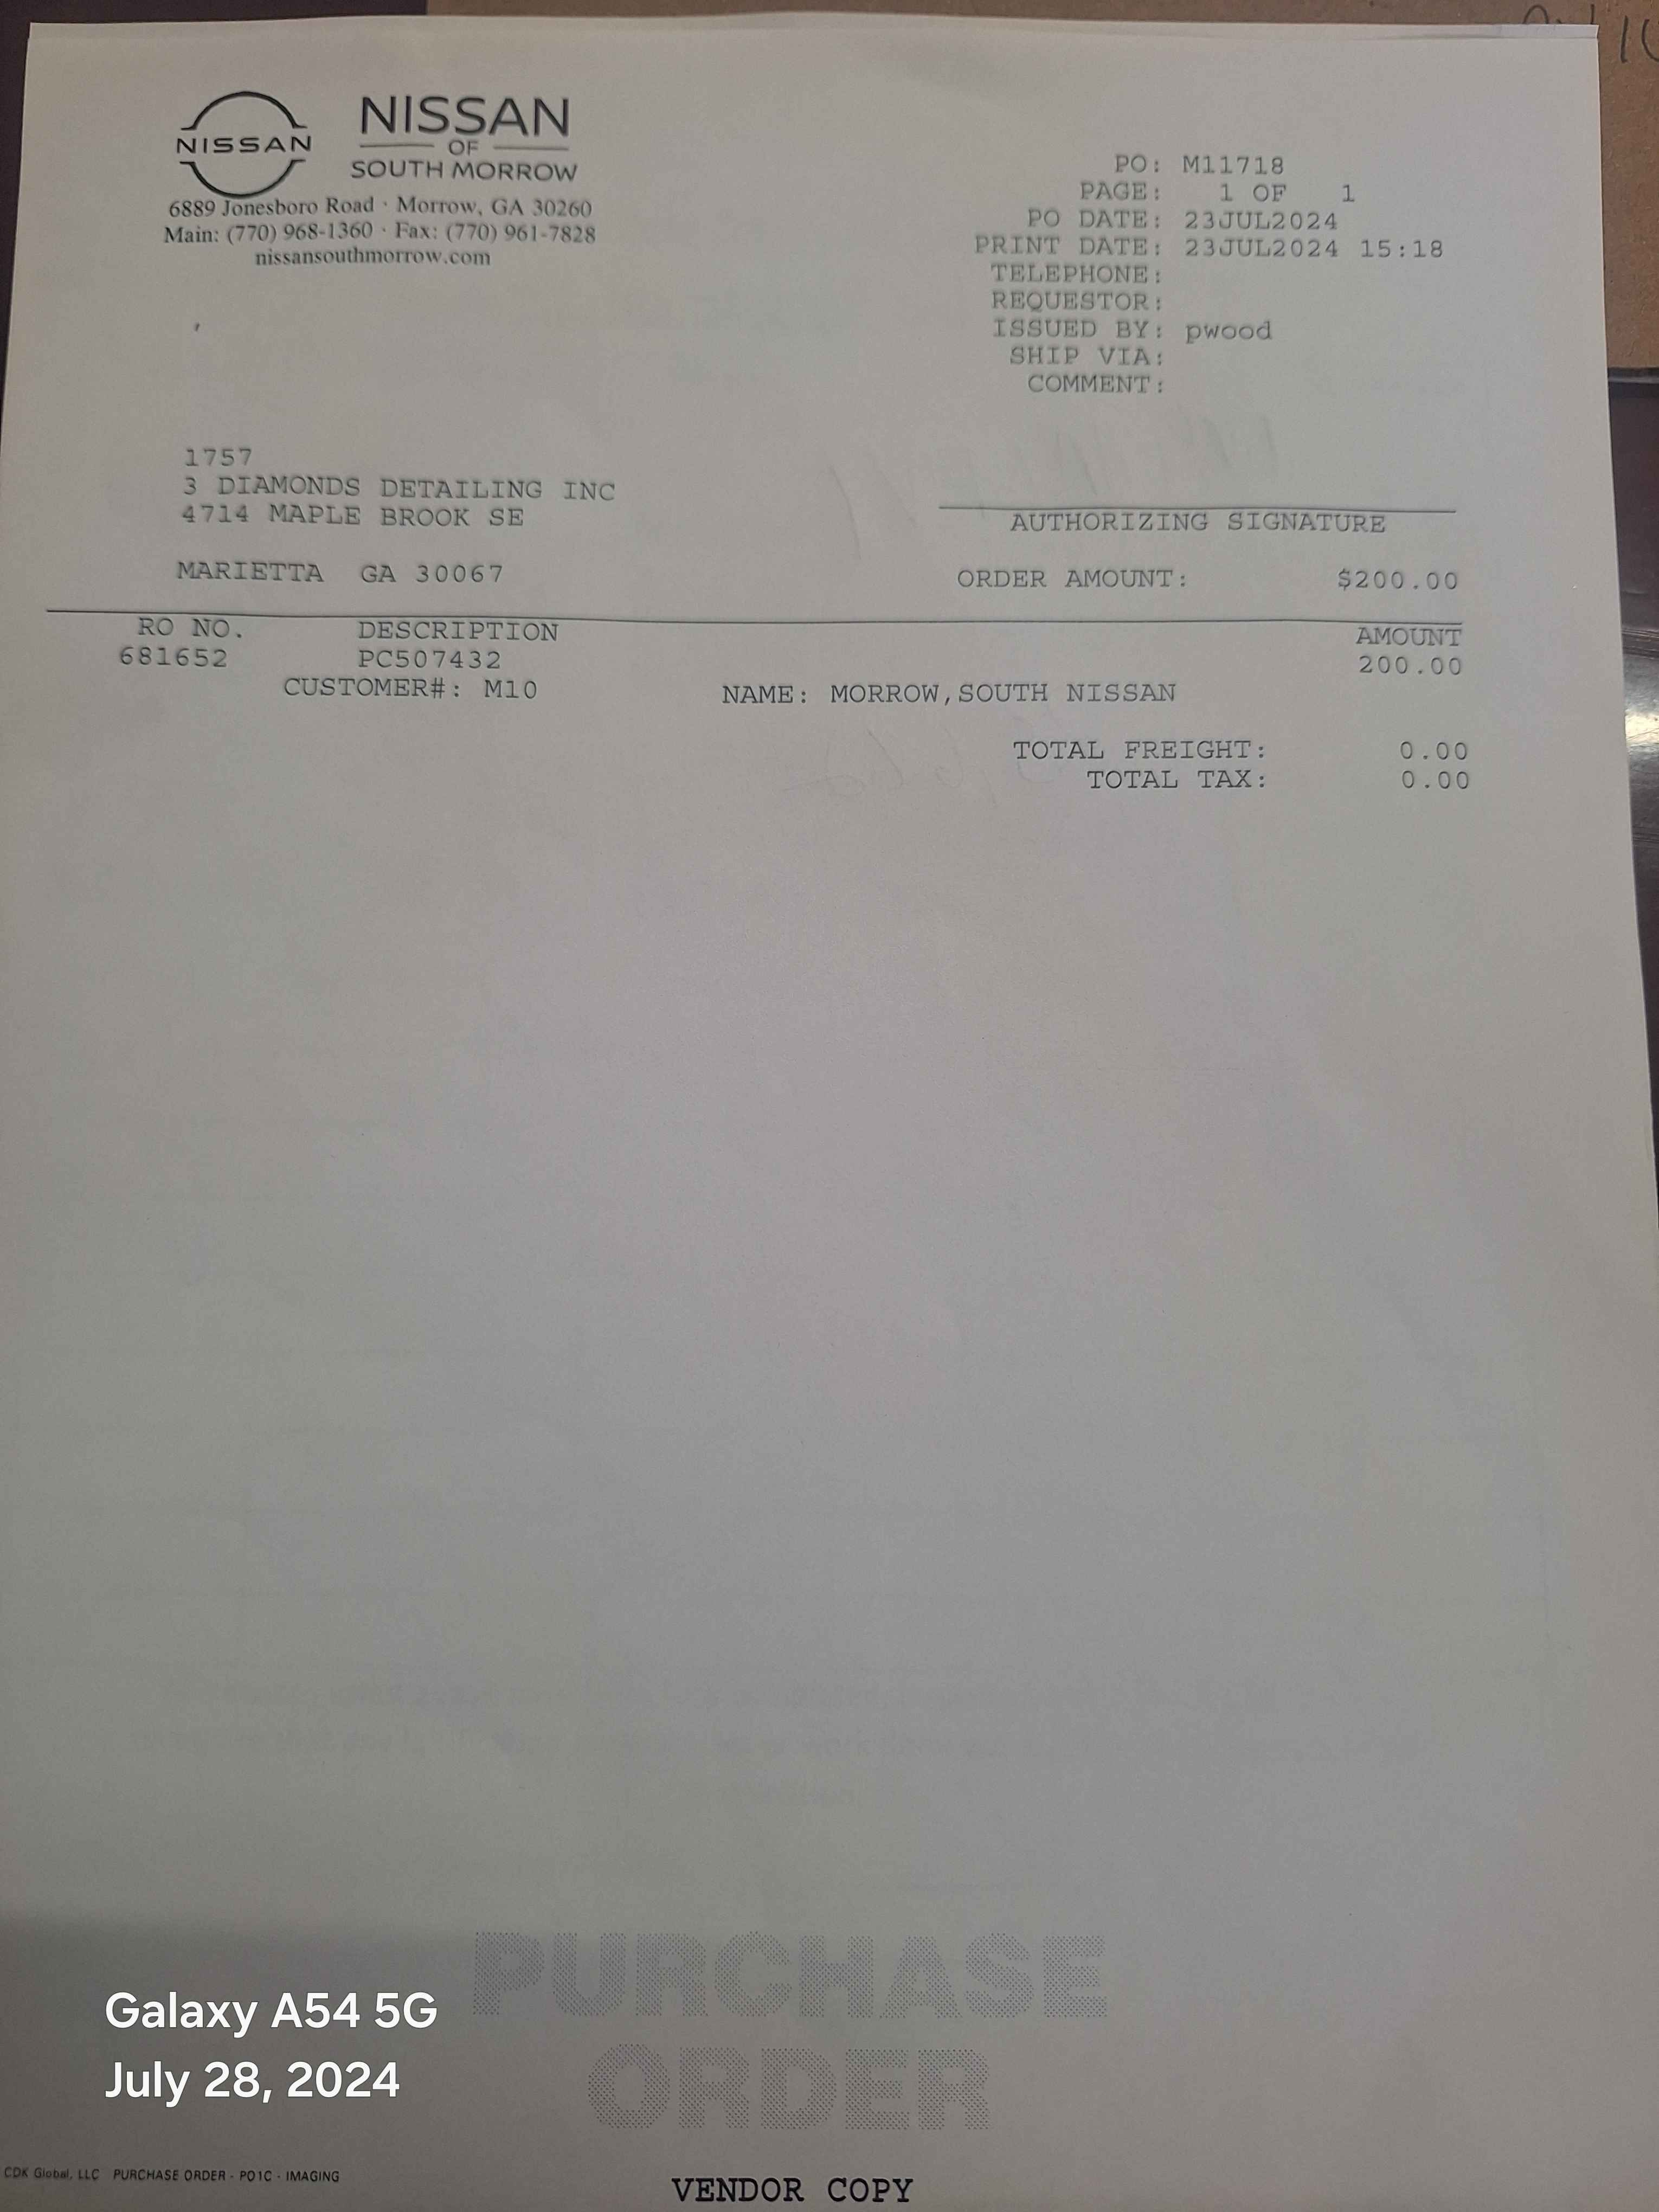 NISSAN
NISSAN
OF
SOUTH MORROW
6889 Jonesboro Road · Morrow, GA 30260
Main: (770) 968-1360 · Fax: (770) 961-7828
nissansouthmorrow.com
PO: M11718
PAGE: 1 OF 1
PO DATE: 23JUL2024
PRINT DATE: 23JUL2024 15:18
TELEPHONE:
REQUESTOR:
ISSUED BY: pwood
SHIP VIA:
COMMENT:
1757
3 DIAMONDS DETAILING INC
4714 MAPLE BROOK SE
MARIETTA GA 30067
AUTHORIZING SIGNATURE
ORDER AMOUNT: $200.00
RO NO. DESCRIPTION AMOUNT
681652 PC507432 200.00
CUSTOMER#: M10 NAME: MORROW,SOUTH NISSAN
TOTAL FREIGHT: 0.00
TOTAL TAX: 0.00
PURCHASE
ORDER
Galaxy A54 5G
July 28, 2024
CDK Global, LLC PURCHASE ORDER - PO1C - IMAGING
VENDOR COPY